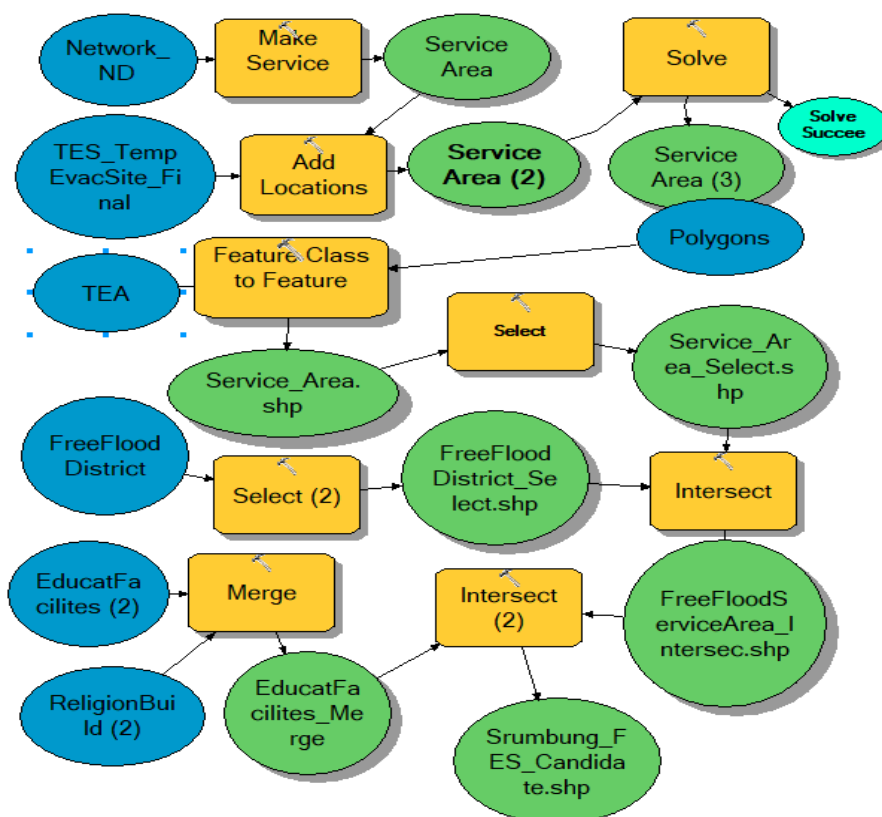 Network_
ND
Make
Service
Service
Area
Solve
Solve
Succee
TES_Temp
EvacSite_Fi
nal
Add
Locations
Service
Area (2)
Service
Area (3)
Polygons
TEA
Feature Class
to Feature
Select
Service_Area.
shp
Service_Ar
ea_Select.s
hp
FreeFlood
District
Select (2)
FreeFlood
District_Se
lect.shp
Intersect
EducatFa
cilites (2)
Merge
Intersect
(2)
FreeFloodS
erviceArea_I
ntersec.shp
ReligionBui
ld (2)
EducatFa
cilites_Me
rge
Srumbung_F
ES_Candida
te.shp